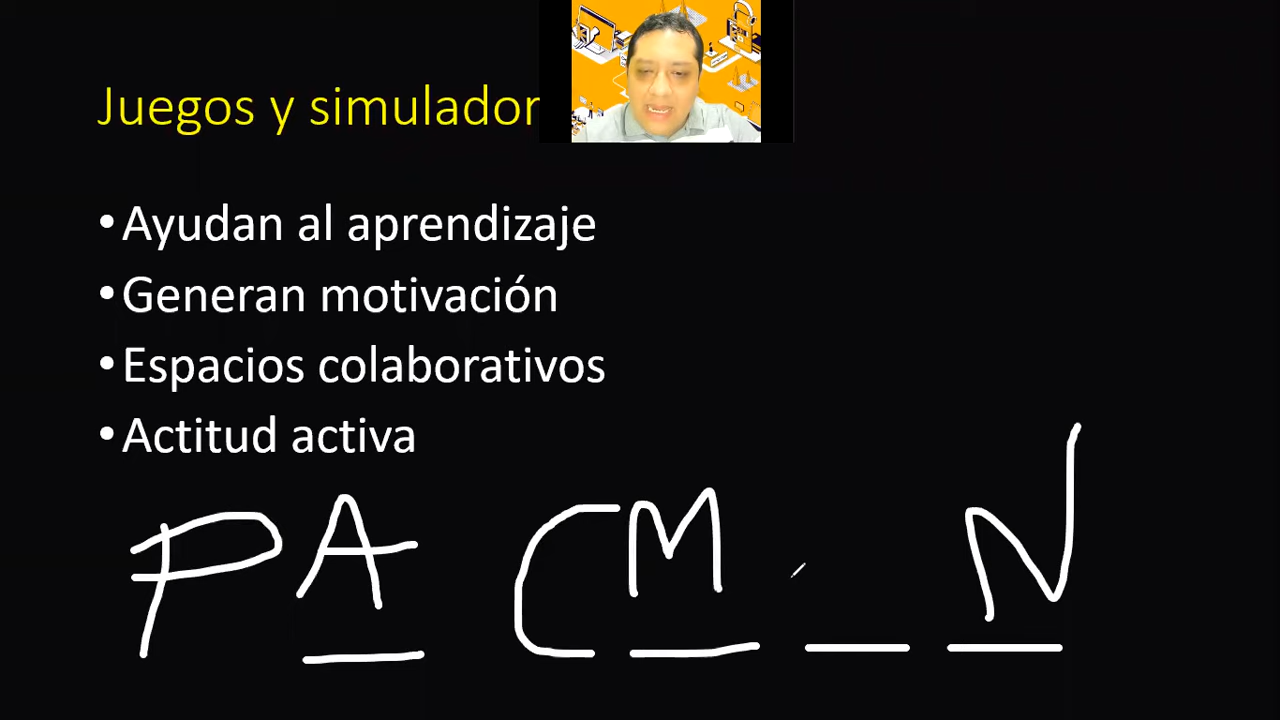 Juegos y simulador
•Ayudan al aprendizaje
•Generan motivación
•Espacios colaborativos
•Actitud activa
P A C M _ N